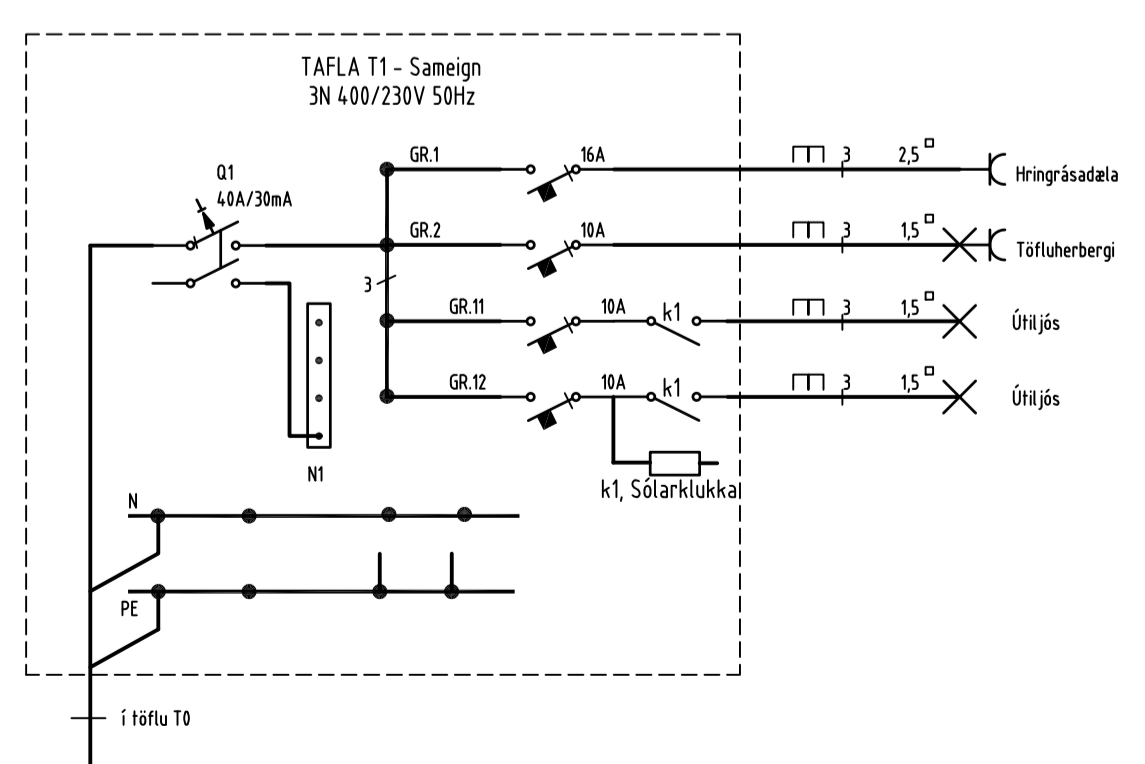 TAFLA T1 - Sameign
3N 400/230V 50Hz
Q1
40A/30mA
GR.1 16A 3 2,5 Hringrásadæla
GR.2 10A 3 1,5 Töfluherbergi
3
GR.11 10A k1 3 1,5 Útiljós
GR.12 10A k1 3 1,5 Útiljós
N1
k1, Sólarklukka
N
PE
í töflu T0